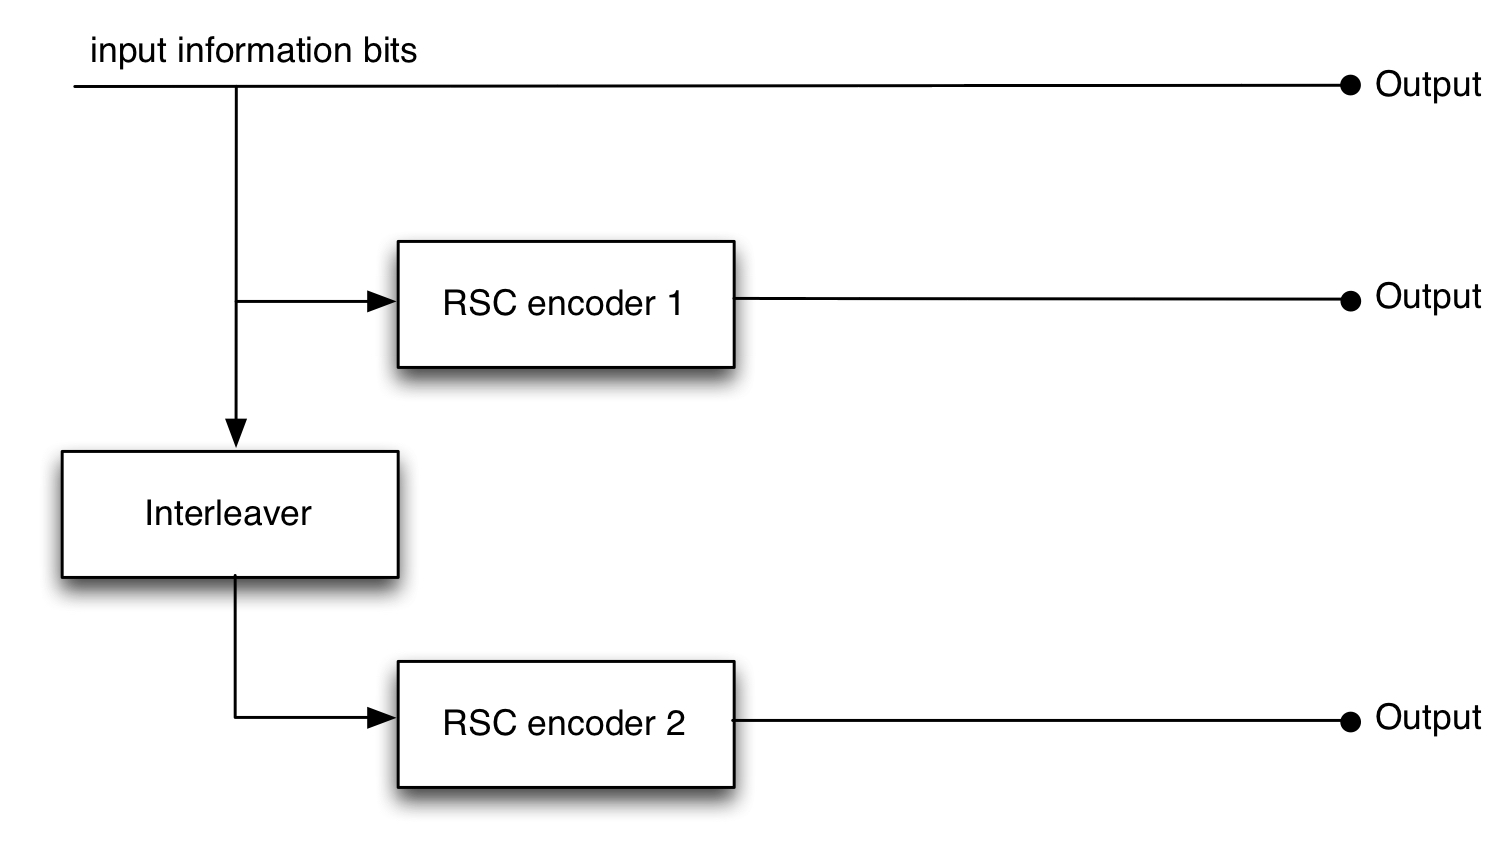 input information bits
Output
RSC encoder 1
Output
Interleaver
RSC encoder 2
Output